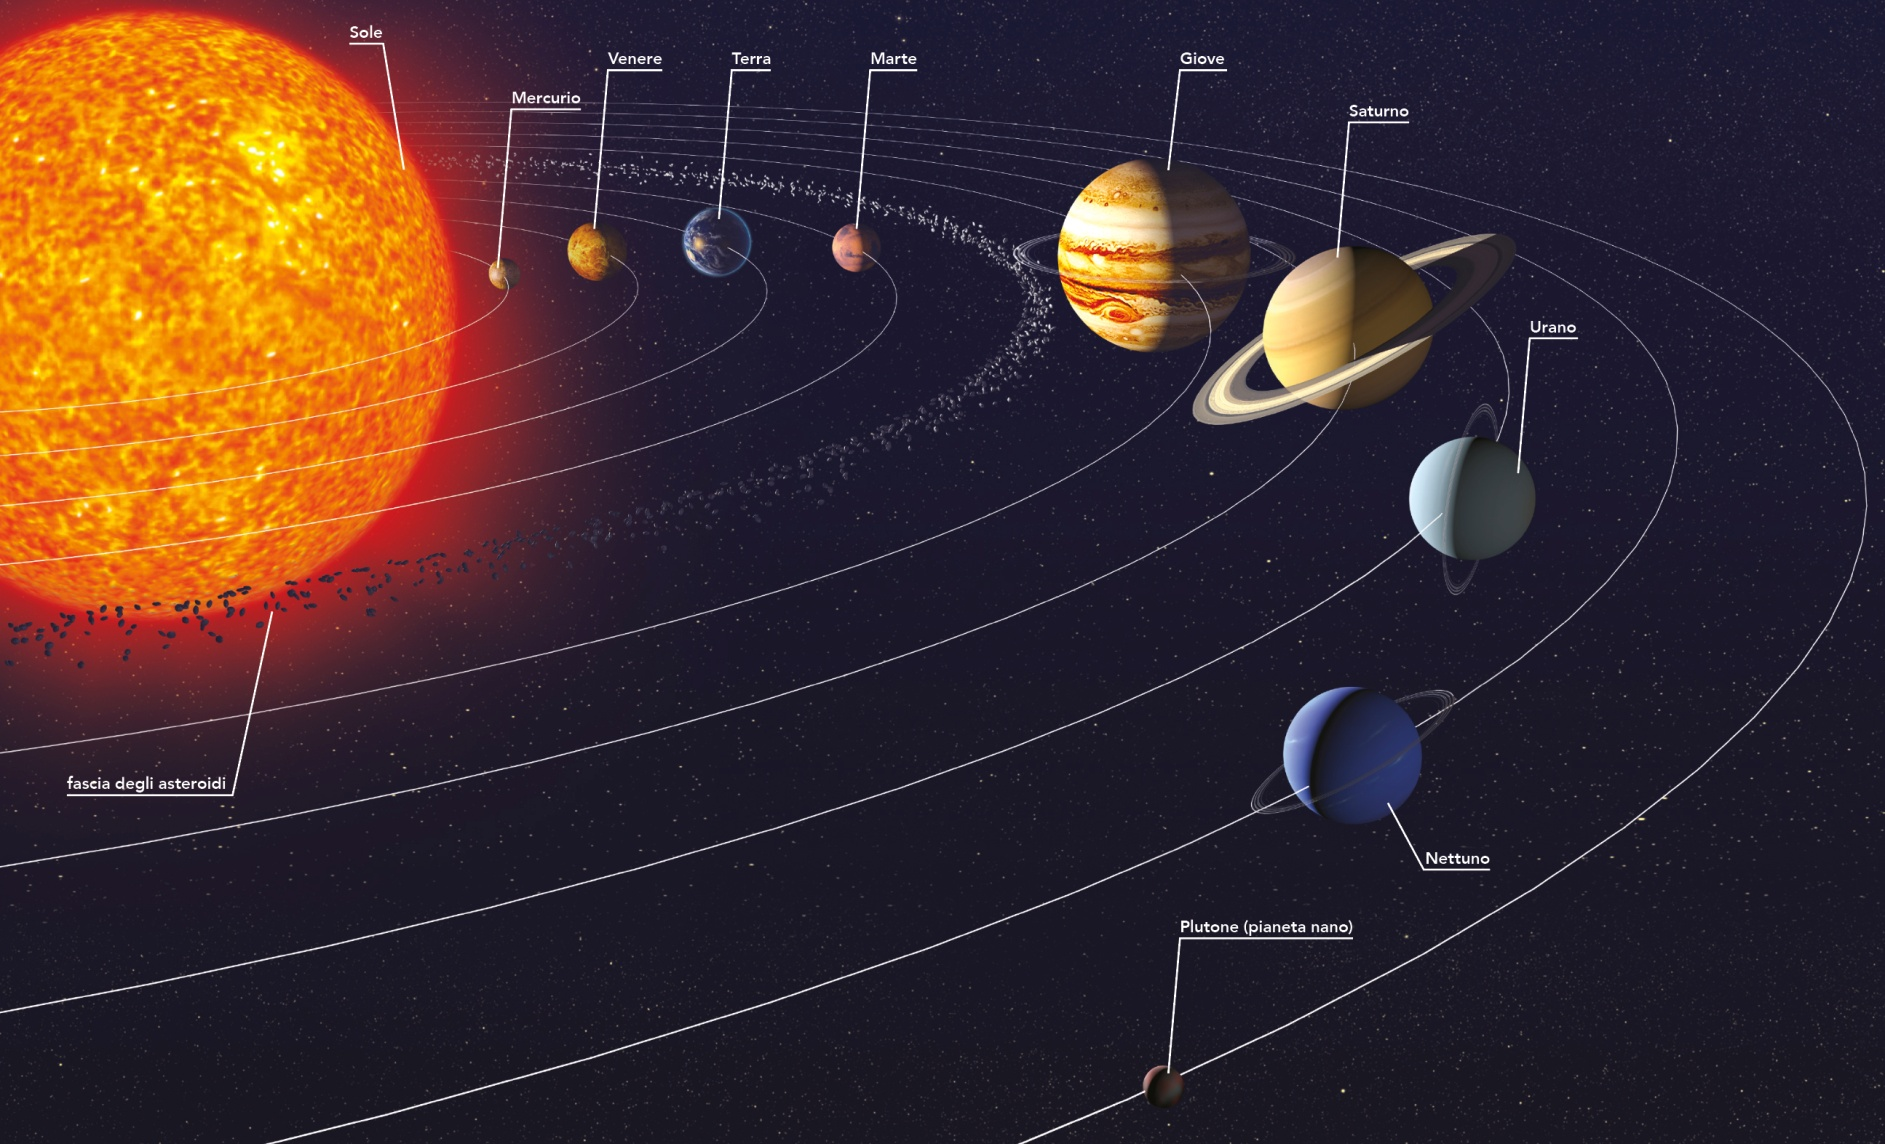 Sole
Venere
Terra
Marte
Giove
Mercurio
Saturno
Urano
fascia degli asteroidi
Nettuno
Plutone (pianeta nano)